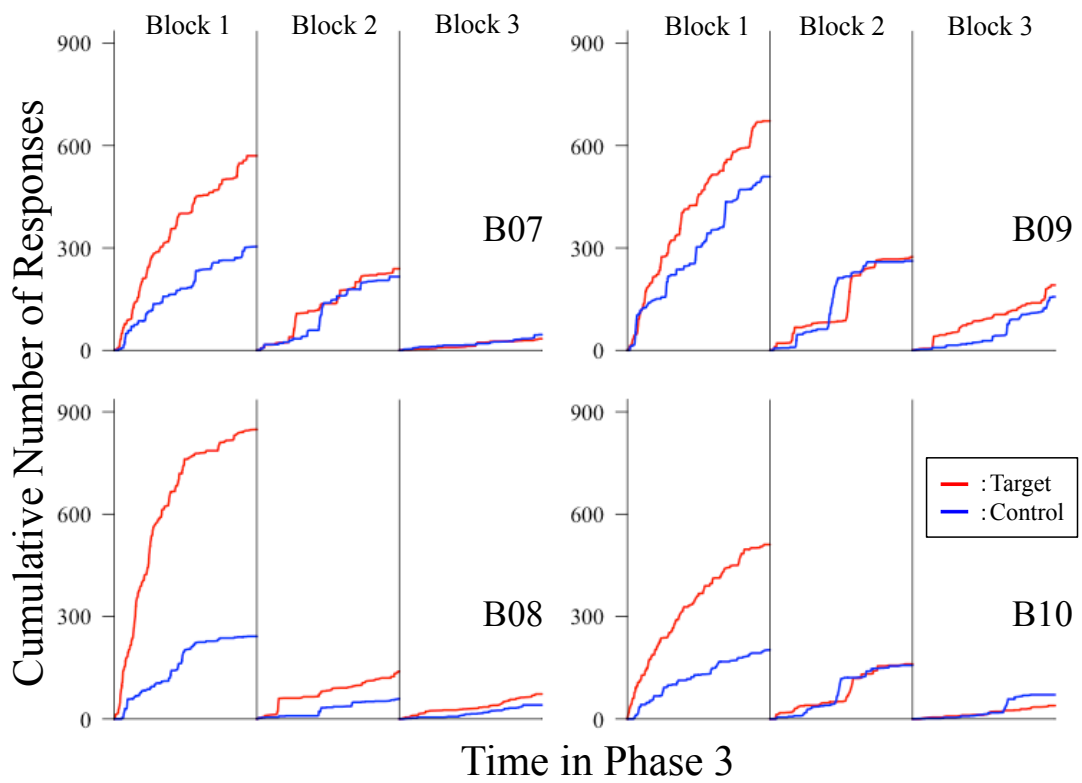 Block 1 Block 2 Block 3 Block 1 Block 2 Block 3
Cumulative Number of Responses
900 900
600 600
B07 B09
300 300
0 0
900 900
: Target
: Control
600 600
B08 B10
300 300
0 0
Time in Phase 3